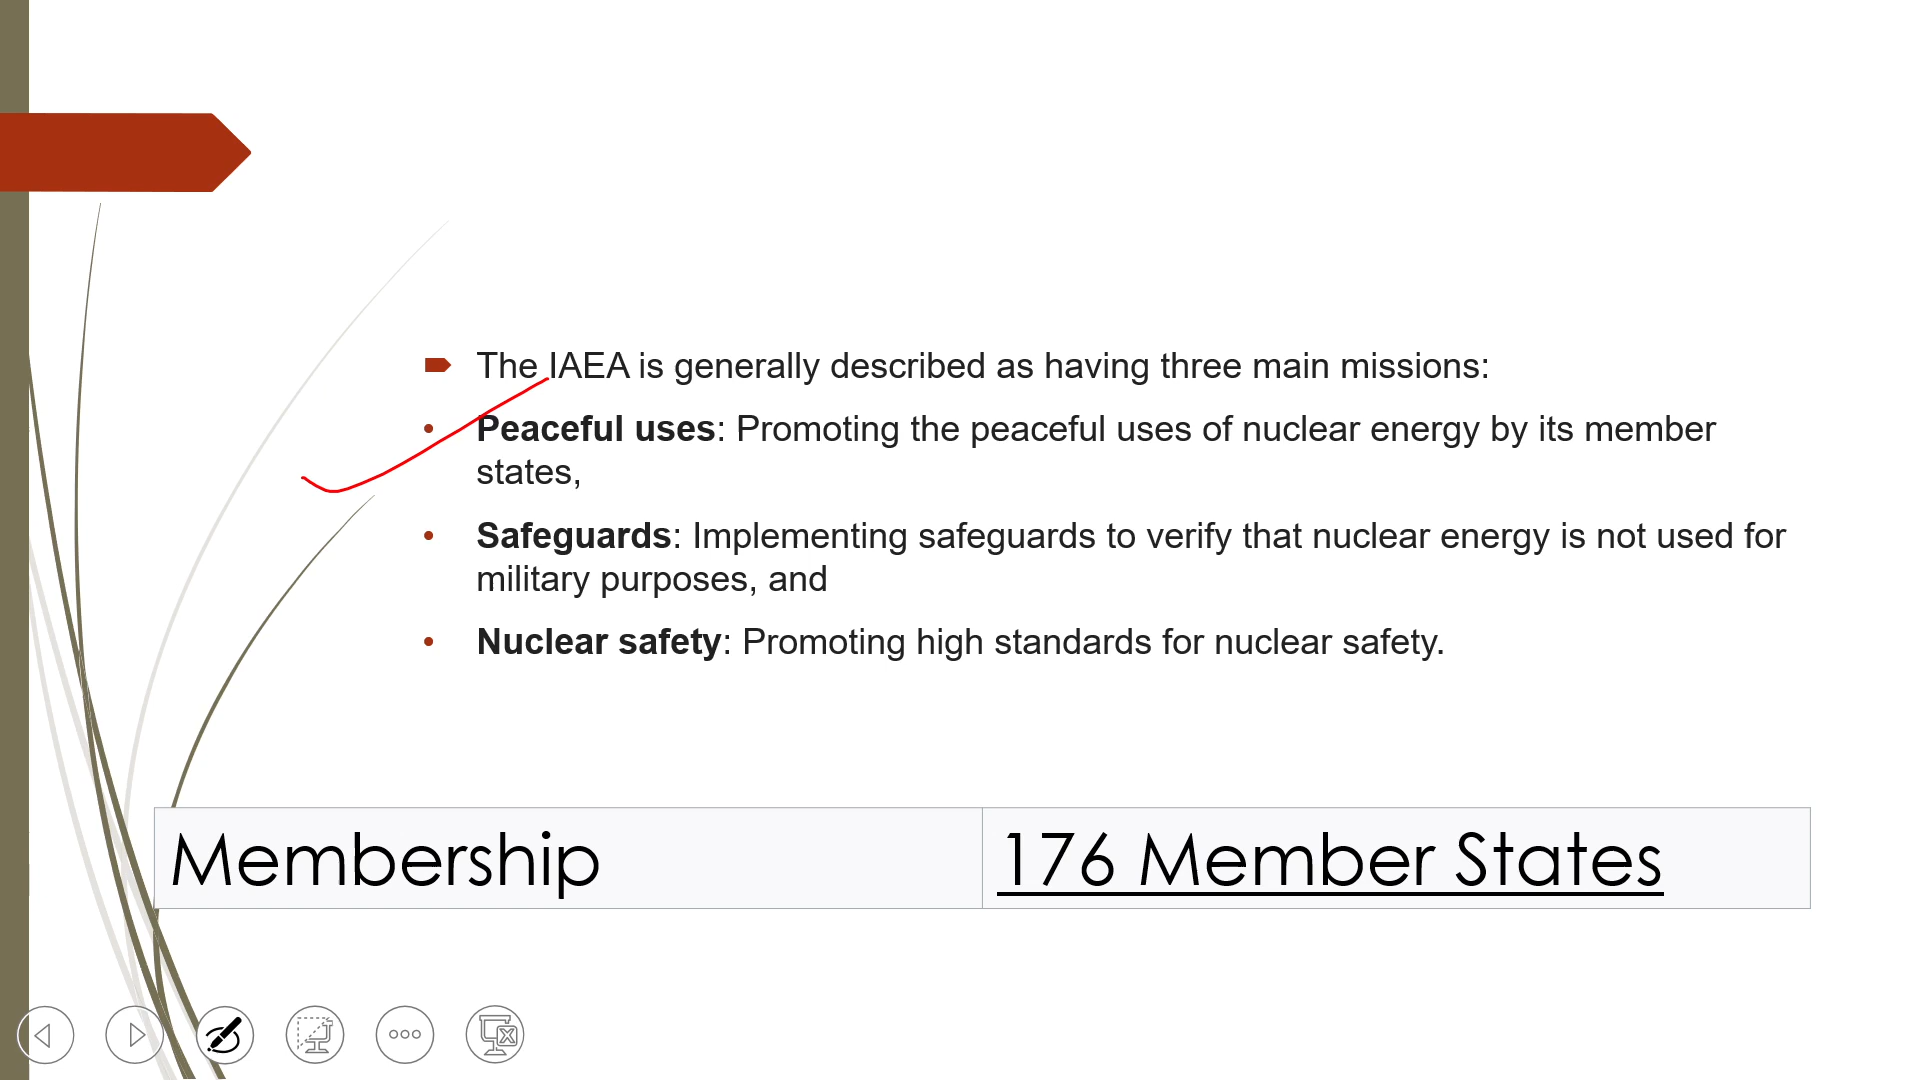 The IAEA is generally described as having three main missions:
Peaceful uses: Promoting the peaceful uses of nuclear energy by its member
states,
Safeguards: Implementing safeguards to verify that nuclear energy is not used for
military purposes, and
Nuclear safety: Promoting high standards for nuclear safety.
Membership
176 Member States